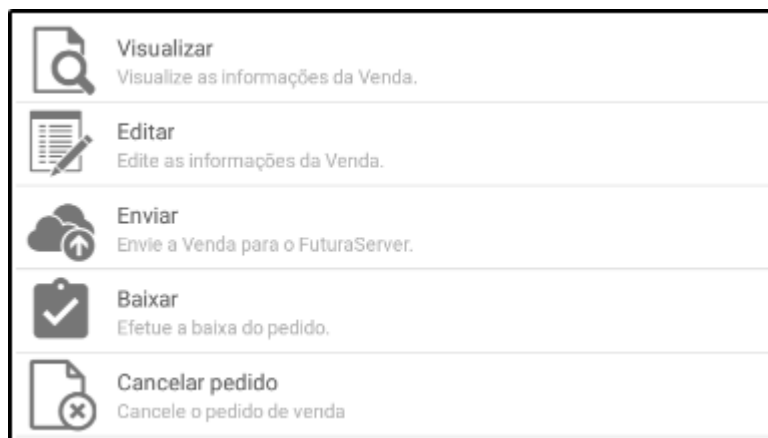 Visualizar
Visualize as informações da Venda.
Editar
Edite as informações da Venda.
Enviar
Envie a Venda para o FuturaServer.
Baixar
Efetue a baixa do pedido.
Cancelar pedido
Cancele o pedido de venda